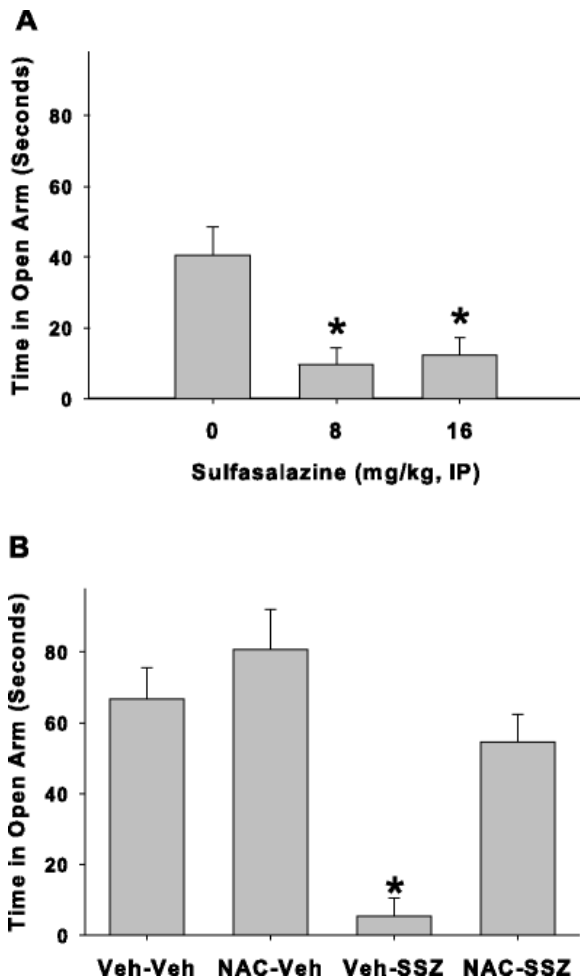 A
Time in Open Arm (Seconds)
80
60
40
20
0
*
*
0 8 16
Sulfasalazine (mg/kg, IP)
B
Time in Open Arm (Seconds)
80
60
40
20
0
*
Veh-Veh NAC-Veh Veh-SSZ NAC-SSZ